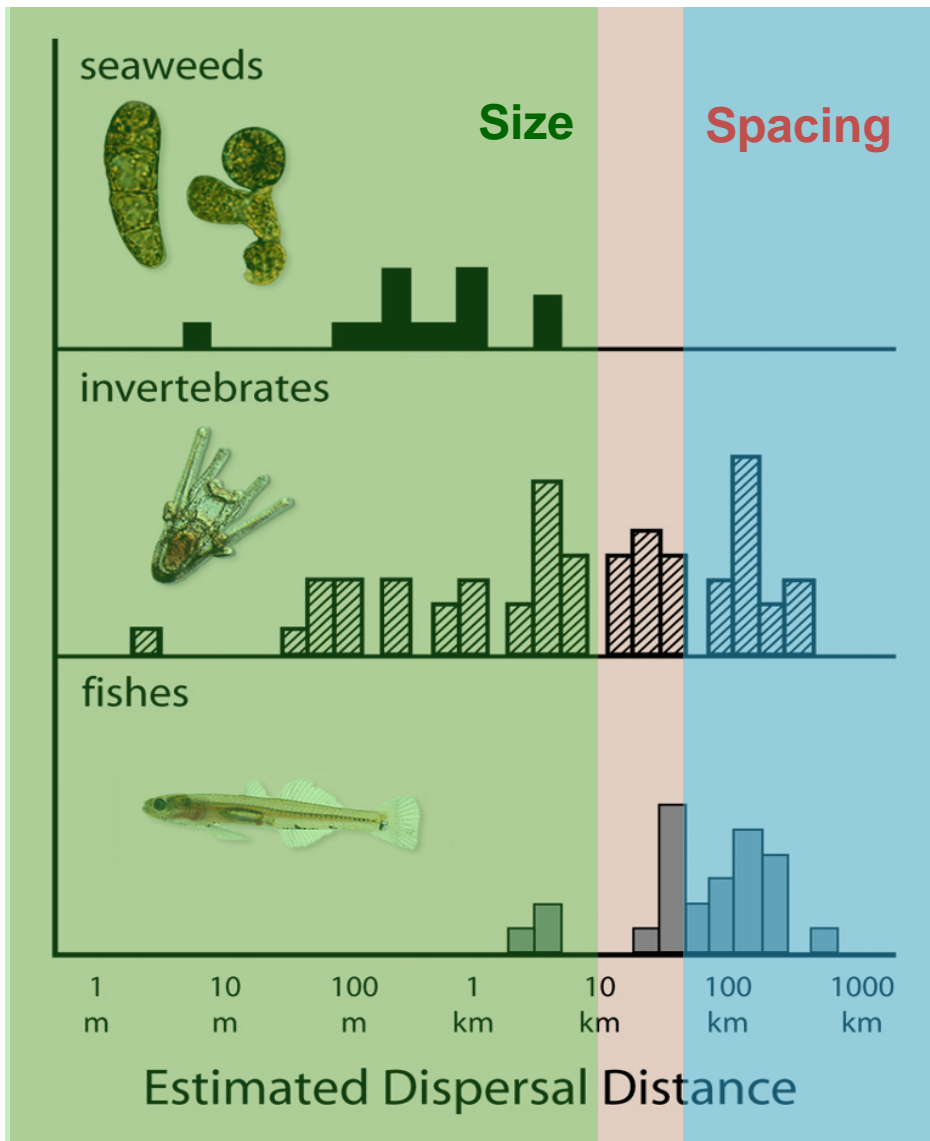 seaweeds
Size
Spacing
invertebrates
fishes
1 10 100 1 10 100 1000
m m m km km km km
Estimated Dispersal Distance